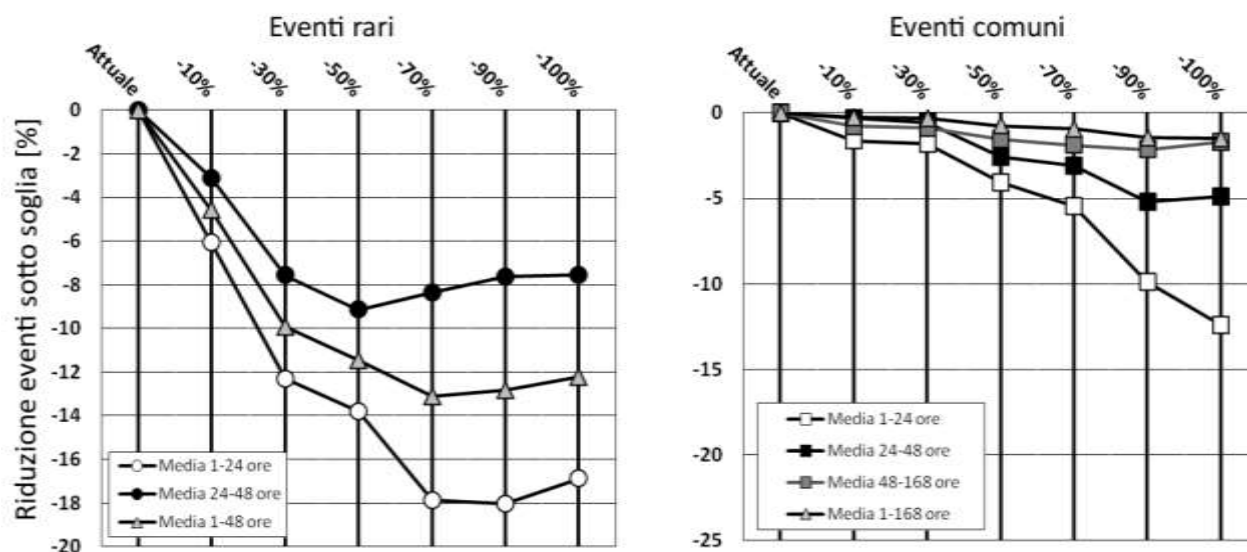 Eventi rari
Attuale -10% -30% -50% -70% -90% -100%
Riduzione eventi sotto soglia [%]
0
-2
-4
-6
-8
-10
-12
-14
-16
-18
-20
Media 1-24 ore
Media 24-48 ore
Media 1-48 ore
Eventi comuni
Attuale -10% -30% -50% -70% -90% -100%
0
-5
-10
-15
-20
-25
Media 1-24 ore
Media 24-48 ore
Media 48-168 ore
Media 1-168 ore